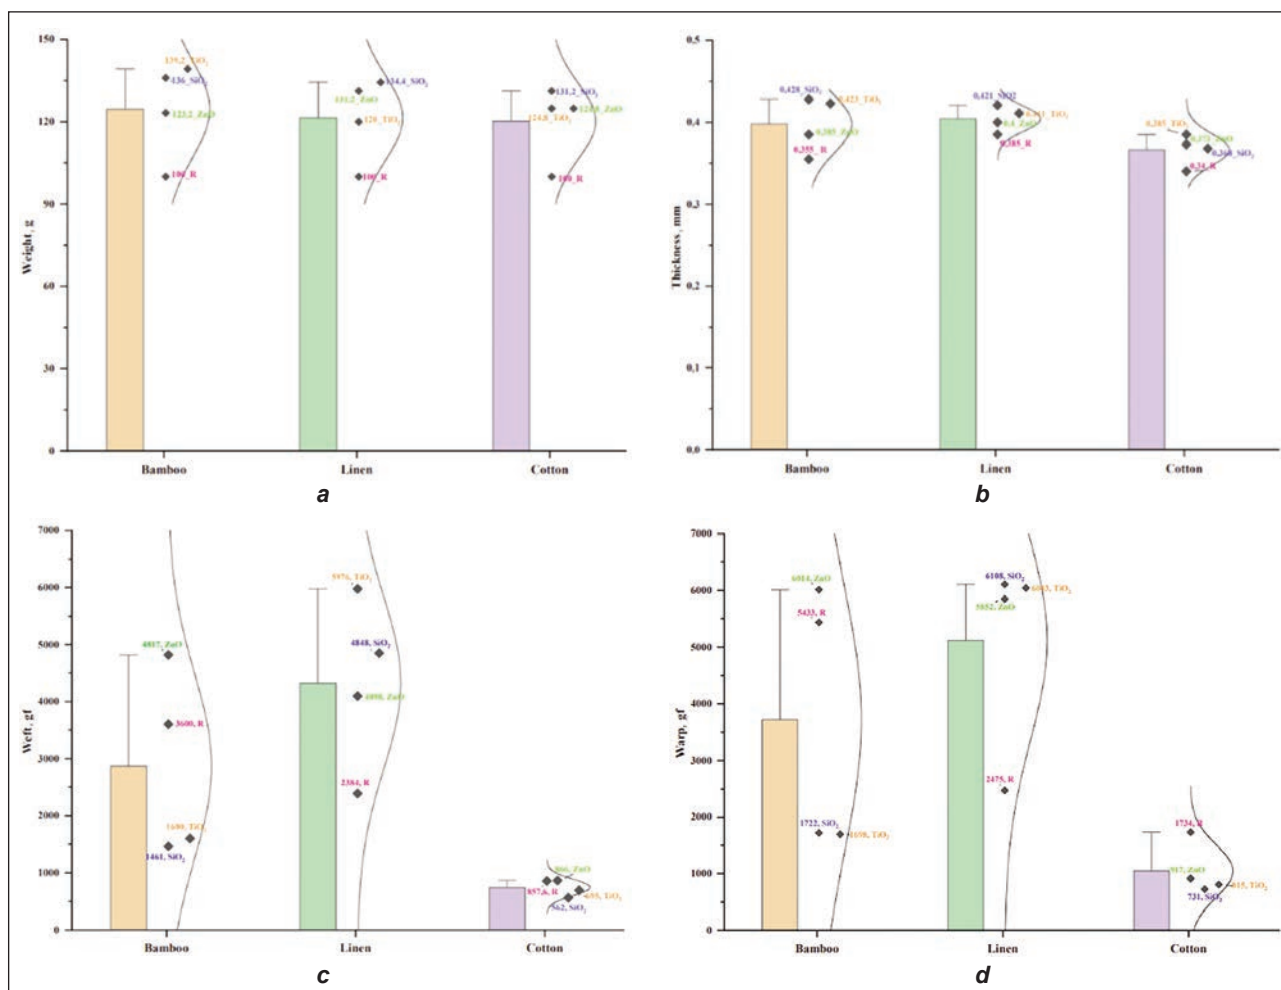 150
120
90
60
30
0
Weight, g
139,2_TiO₂
136_SiO₂
123,2_ZnO
100_R
134,4_SiO₂
131,2_ZnO
120_TiO₂
100_R
131,2_SiO₂
124,8_TiO₂
124,8_ZnO
100_R
Bamboo
Linen
Cotton
a
0,5
0,4
0,3
0,2
0,1
0,0
Thickness, mm
0,428_SiO₂
0,423_TiO₂
0,385_ZnO
0,355_R
0,421_SiO2
0,4_ZnO
0,385_R
0,385_TiO₂
0,34_R
Bamboo
Linen
Cotton
b
7000
6000
5000
4000
3000
2000
1000
0
Weft, gf
4817, ZnO
3600, R
1461, SiO₂
5976, TiO₂
4848, SiO₂
4098, ZnO
2384, R
866, ZnO
857,6, R
695, TiO₂
562, SiO₂
Bamboo
Linen
Cotton
c
7000
6000
5000
4000
3000
2000
1000
0
Warp, gf
6014, ZnO
5433, R
1722, SiO₂
1698, TiO₂
6108, SiO₂
5852, ZnO
2475, R
1734, R
917, ZnO
815, TiO₂
731, SiO₂
Bamboo
Linen
Cotton
d